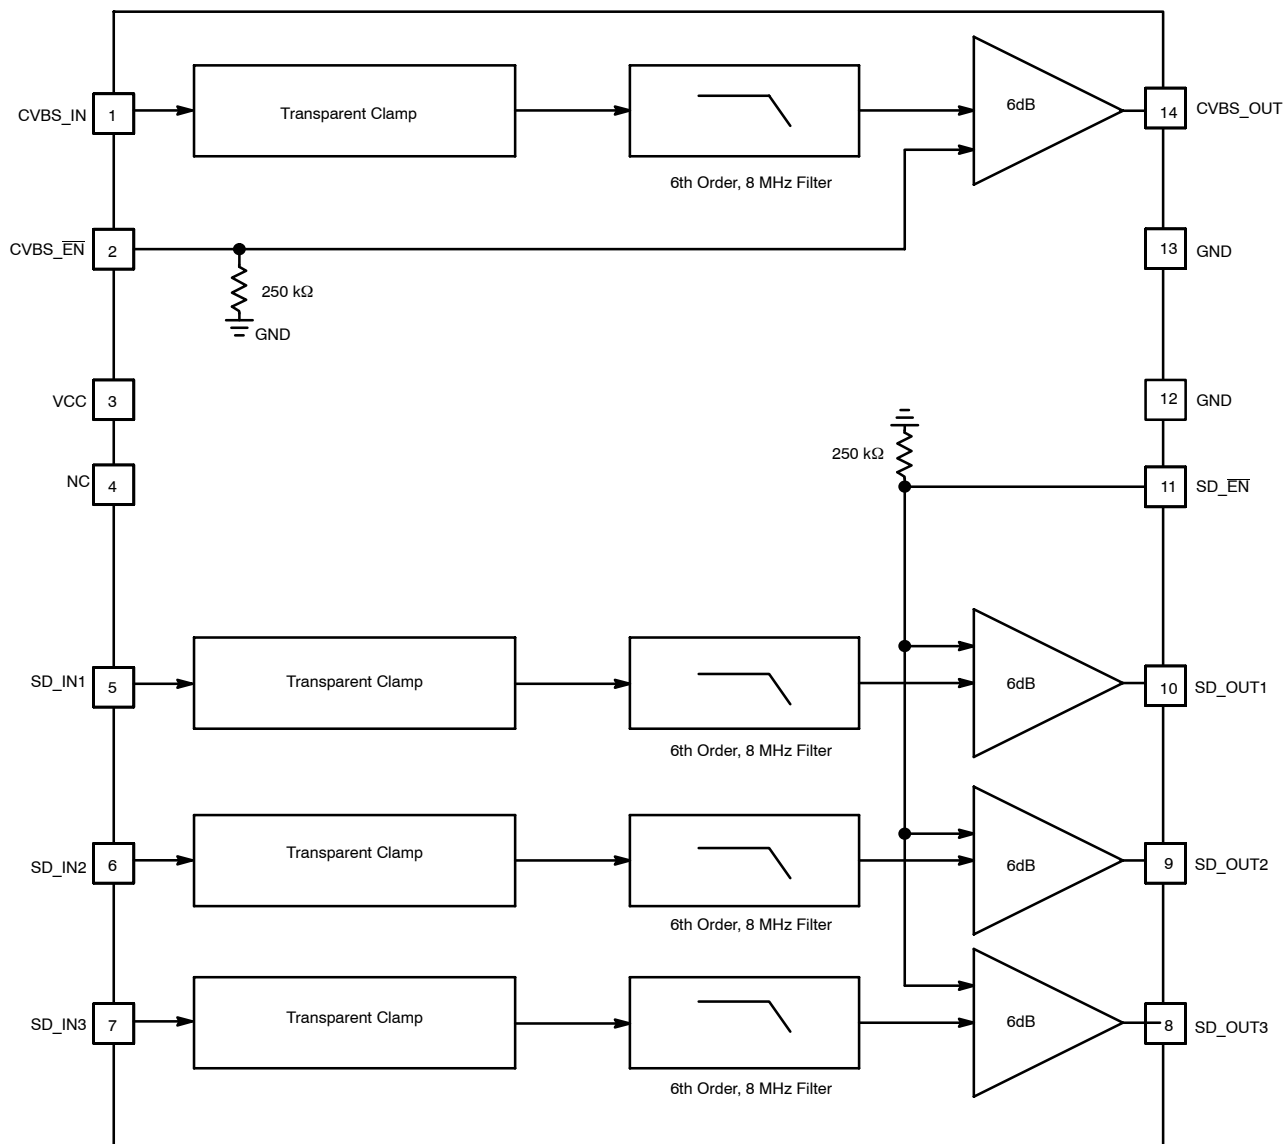 CVBS_IN 1 Transparent Clamp 6dB 14 CVBS_OUT
6th Order, 8 MHz Filter
CVBS_EN 2 13 GND
250 kΩ
GND
VCC 3 12 GND
250 kΩ
NC 4 11 SD_EN
SD_IN1 5 Transparent Clamp 6dB 10 SD_OUT1
6th Order, 8 MHz Filter
SD_IN2 6 Transparent Clamp 6dB 9 SD_OUT2
6th Order, 8 MHz Filter
SD_IN3 7 Transparent Clamp 6dB 8 SD_OUT3
6th Order, 8 MHz Filter